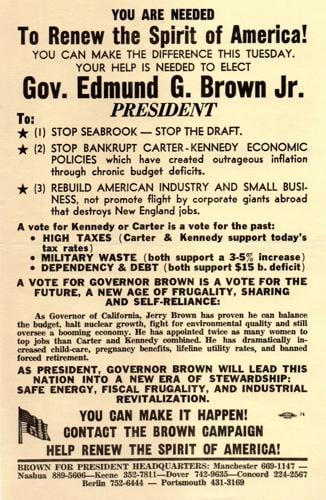 YOU ARE NEEDED
To Renew the Spirit of America!
YOU CAN MAKE THE DIFFERENCE THIS TUESDAY.
YOUR HELP IS NEEDED TO ELECT
Gov. Edmund G. Brown Jr.
PRESIDENT
To:
★ (1) STOP SEABROOK — STOP THE DRAFT.
★ (2) STOP BANKRUPT CARTER-KENNEDY ECONOMIC
POLICIES which have created outrageous inflation
through chronic budget deficits.
★ (3) REBUILD AMERICAN INDUSTRY AND SMALL BUSI-
NESS, not promote flight by corporate giants abroad
that destroys New England jobs.
A vote for Kennedy or Carter is a vote for the past:
• HIGH TAXES (Carter & Kennedy support today's
tax rates)
• MILITARY WASTE (both support a 3-5% increase)
• DEPENDENCY & DEBT (both support $15 b. deficit)
A VOTE FOR GOVERNOR BROWN IS A VOTE FOR THE
FUTURE, A NEW AGE OF FRUGALITY, SHARING
AND SELF-RELIANCE:
As Governor of California, Jerry Brown has proven he can balance
the budget, halt nuclear growth, fight for environmental quality and still
oversee a booming economy. He has appointed twice as many women to
top jobs than Carter and Kennedy combined. He has dramatically in-
creased child-care, pregnancy benefits, lifeline utility rates, and banned
forced retirement.
AS PRESIDENT, GOVERNOR BROWN WILL LEAD THIS
NATION INTO A NEW ERA OF STEWARDSHIP:
SAFE ENERGY, FISCAL FRUGALITY, AND INDUSTRIAL
REVITALIZATION.
YOU CAN MAKE IT HAPPEN!
CONTACT THE BROWN CAMPAIGN
HELP RENEW THE SPIRIT OF AMERICA!
BROWN FOR PRESIDENT HEADQUARTERS: Manchester 669-1147 —
Nashua 889-5606—Keene 352-7811—Dover 742-9635—Concord 224-2567
Berlin 752-6444 — Portsmouth 431-3169